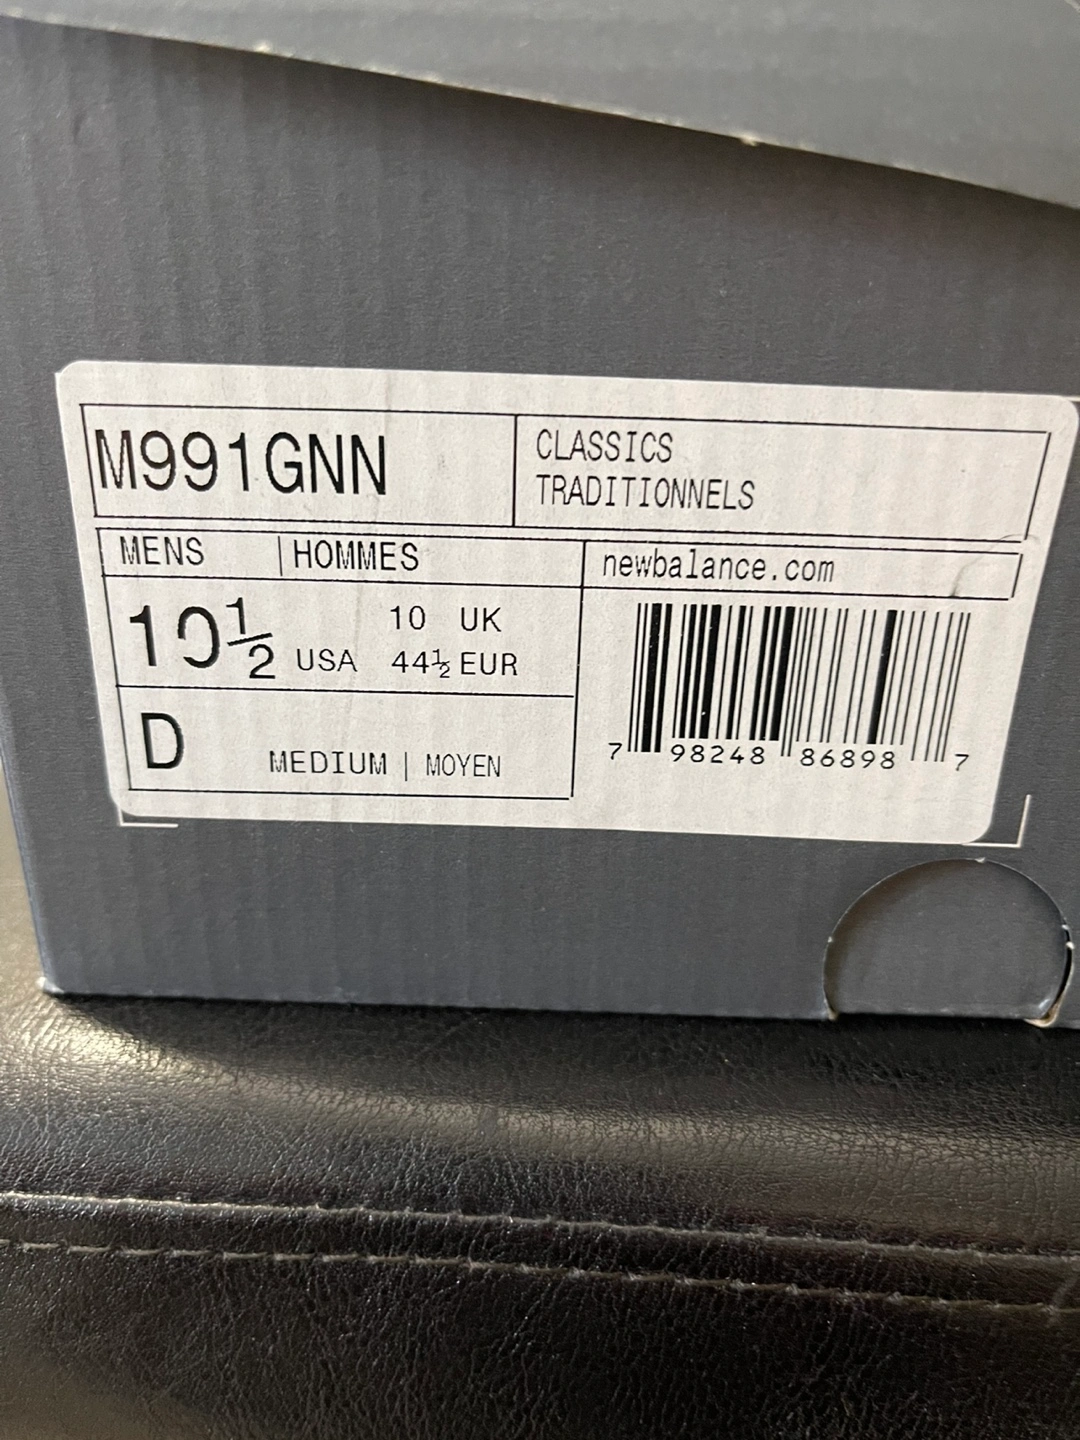 M991GNN
CLASSICS
TRADITIONNELS
MENS | HOMMES
newbalance.com
10½ USA
10 UK
44½ EUR
D
MEDIUM | MOYEN
7 98248 86898 7